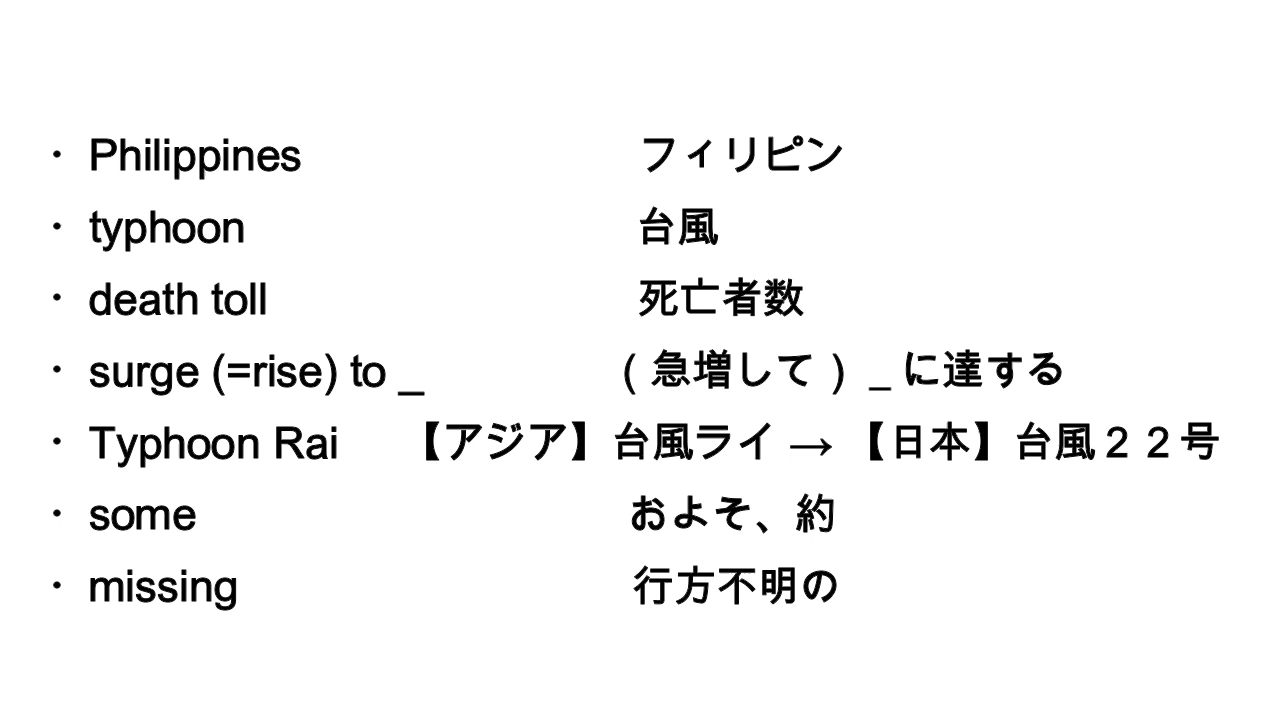 ・ Philippines フィリピン
・ typhoon 台風
・ death toll 死亡者数
・ surge (=rise) to _ （急増して）_ に達する
・ Typhoon Rai 【アジア】台風ライ → 【日本】台風２２号
・ some およそ、約
・ missing 行方不明の